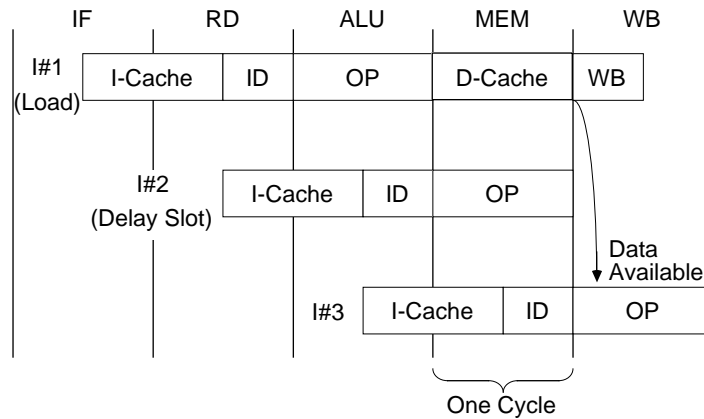 IF RD ALU MEM WB
I#1
(Load)
I-Cache ID OP D-Cache WB
I#2
(Delay Slot)
I-Cache ID OP
Data
Available
I#3
I-Cache ID OP
One Cycle